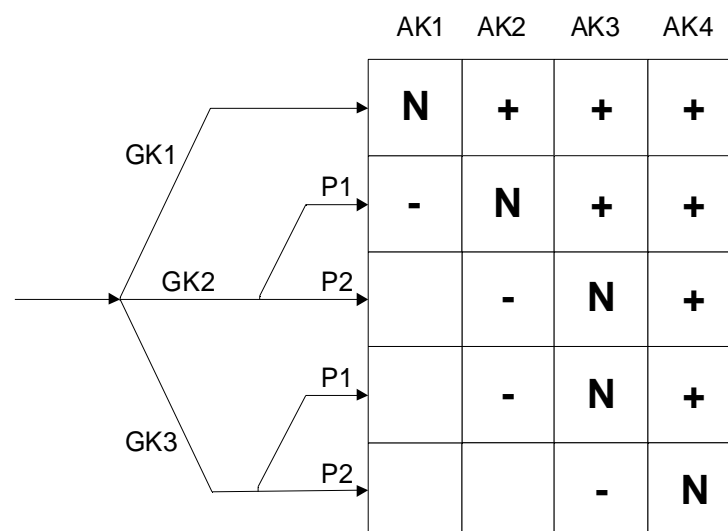 AK1 AK2 AK3 AK4
N + + +
GK1
P1 - N + +
GK2 P2 - N +
P1 - N +
GK3
P2 - N